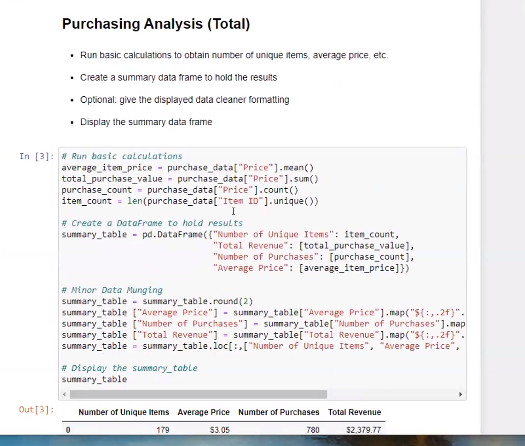 Purchasing Analysis (Total)
• Run basic calculations to obtain number of unique items, average price, etc.
• Create a summary data frame to hold the results
• Optional: give the displayed data cleaner formatting
• Display the summary data frame
In [3]: # Run basic calculations
average_item_price = purchase_data["Price"].mean()
total_purchase_value = purchase_data["Price"].sum()
purchase_count = purchase_data["Price"].count()
item_count = len(purchase_data["Item ID"].unique())
# Create a DataFrame to hold results
summary_table = pd.DataFrame({"Number of Unique Items": item_count,
"Total Revenue": [total_purchase_value],
"Number of Purchases": [purchase_count],
"Average Price": [average_item_price]})
# Minor Data Munging
summary_table = summary_table.round(2)
summary_table ["Average Price"] = summary_table["Average Price"].map("${:,.2f}".
summary_table ["Number of Purchases"] = summary_table["Number of Purchases"].map
summary_table ["Total Revenue"] = summary_table["Total Revenue"].map("${:,.2f}".
summary_table = summary_table.loc[:,["Number of Unique Items", "Average Price",
# Display the summary_table
summary_table
Out[3]:
Number of Unique Items Average Price Number of Purchases Total Revenue
0 179 $3.05 780 $2,379.77